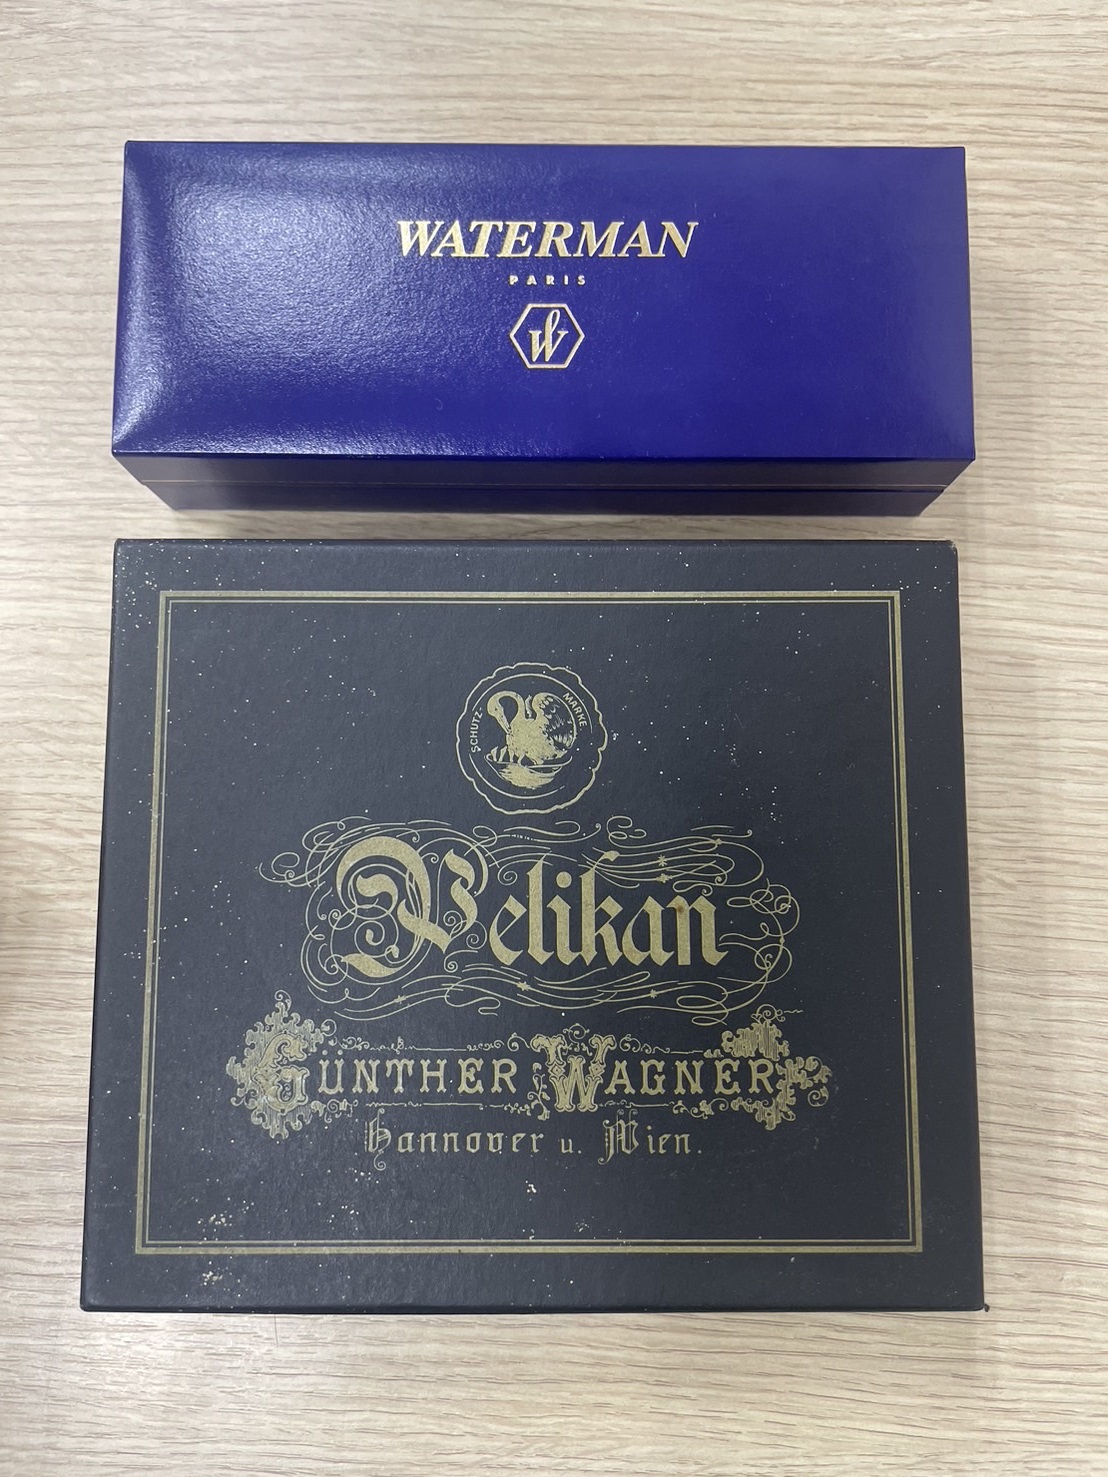 WATERMAN
PARIS
W
SCHUTZ- MARKE
Pelikan
GÜNTHER WAGNER
Hannover u. Wien.